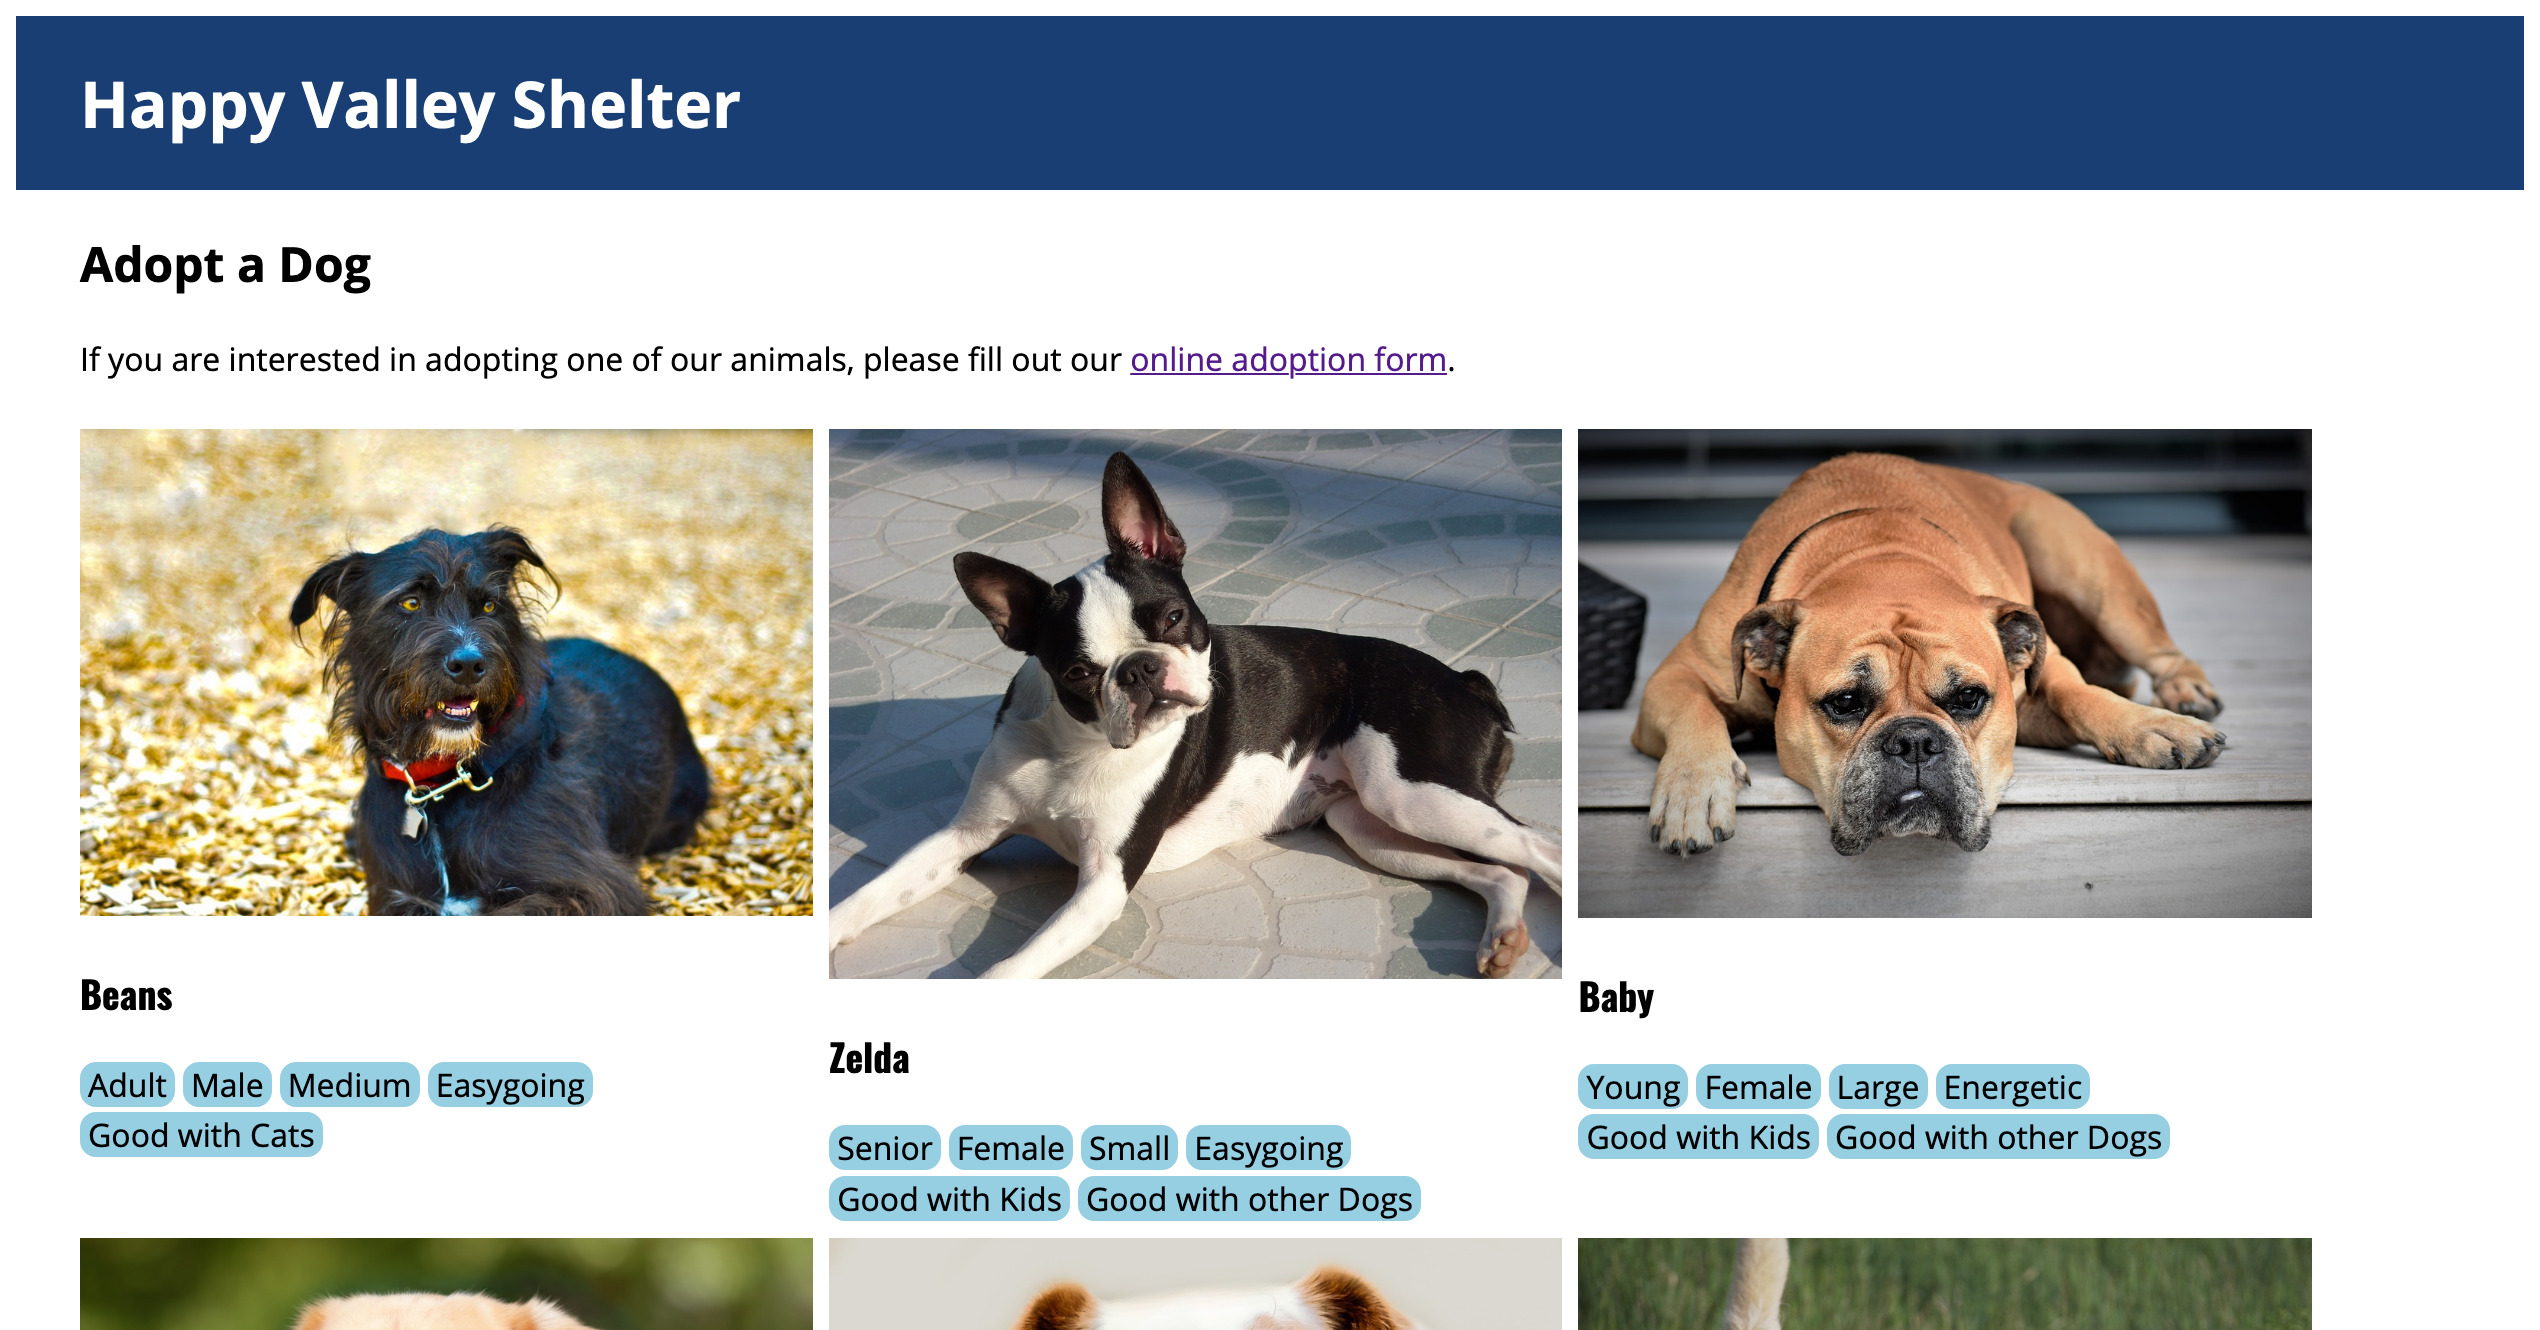 Happy Valley Shelter
Adopt a Dog
If you are interested in adopting one of our animals, please fill out our online adoption form.
Beans
Adult Male Medium Easygoing
Good with Cats
Zelda
Senior Female Small Easygoing
Good with Kids Good with other Dogs
Baby
Young Female Large Energetic
Good with Kids Good with other Dogs